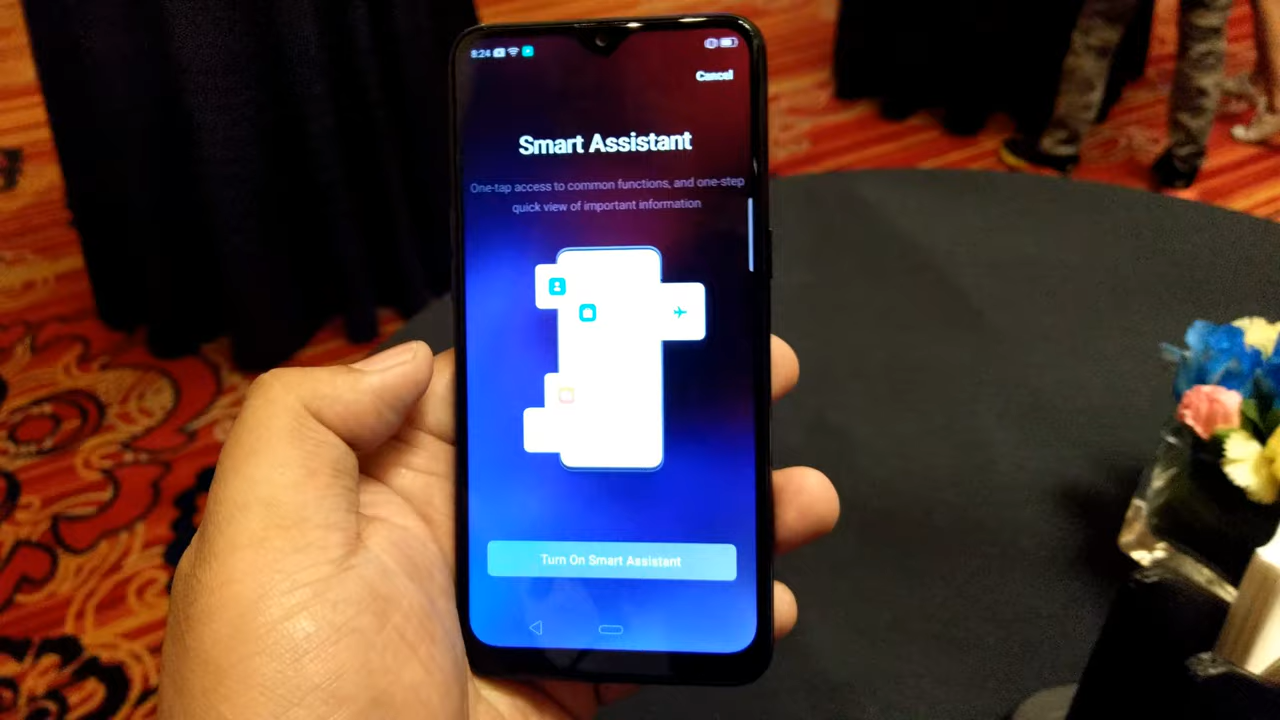 8:24
Cancel
Smart Assistant
One-tap access to common functions, and one-step
quick view of important information
Turn On Smart Assistant